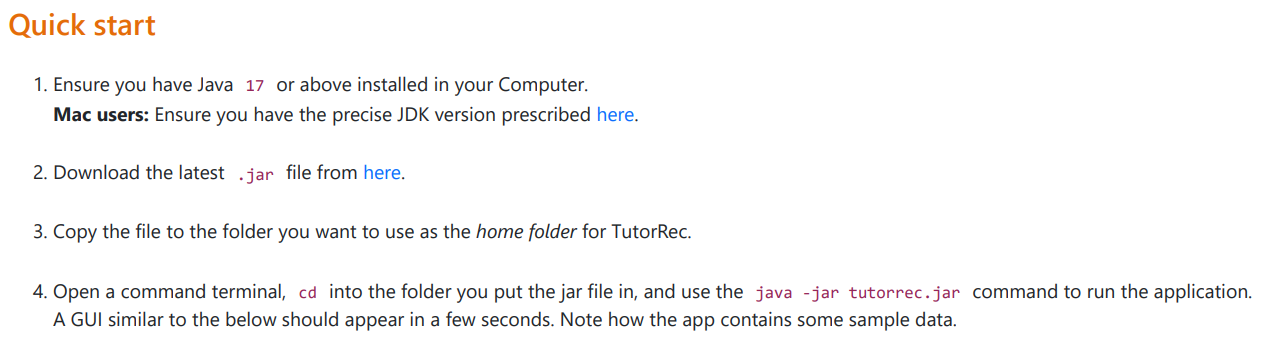 Quick start
1. Ensure you have Java 17 or above installed in your Computer.
Mac users: Ensure you have the precise JDK version prescribed here.
2. Download the latest .jar file from here.
3. Copy the file to the folder you want to use as the home folder for TutorRec.
4. Open a command terminal, cd into the folder you put the jar file in, and use the java -jar tutorrec.jar command to run the application.
A GUI similar to the below should appear in a few seconds. Note how the app contains some sample data.